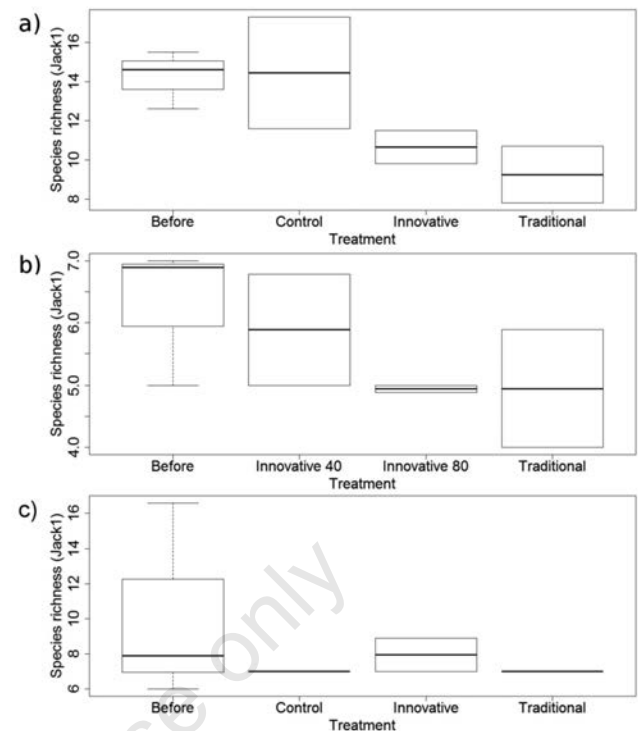 a)
Species richness (Jack1)
16
14
12
10
8
Before Control Innovative Traditional
Treatment
b)
Species richness (Jack1)
7.0
6.0
5.0
4.0
Before Innovative 40 Innovative 80 Traditional
Treatment
c)
Species richness (Jack1)
16
14
12
10
8
6
Before Control Innovative Traditional
Treatment
se only